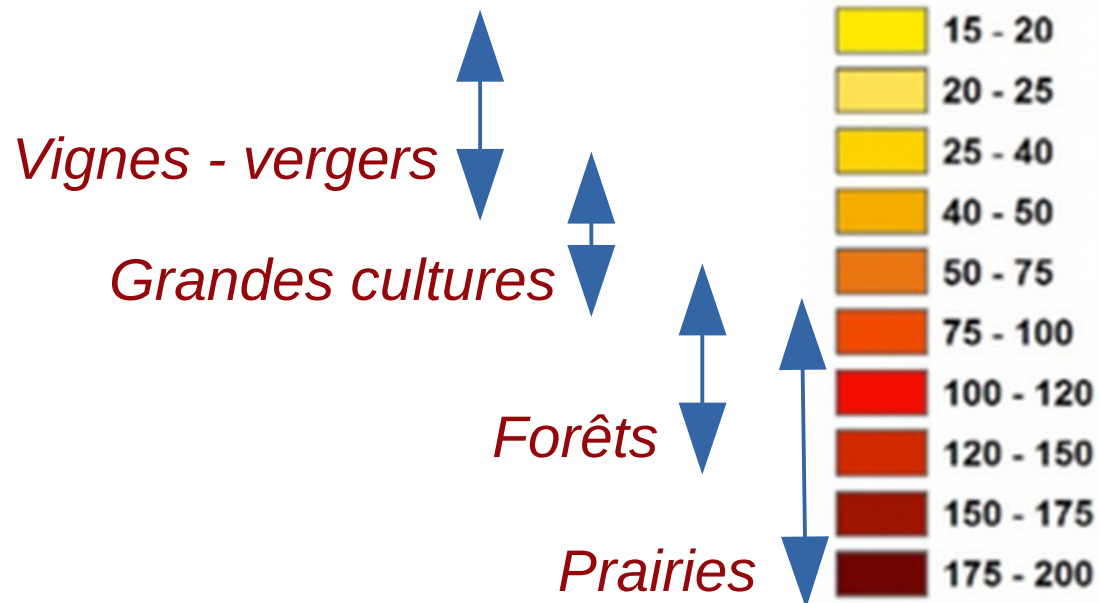 15 - 20
20 - 25
25 - 40
Vignes - vergers
40 - 50
50 - 75
Grandes cultures
75 - 100
100 - 120
Forêts
120 - 150
150 - 175
175 - 200
Prairies